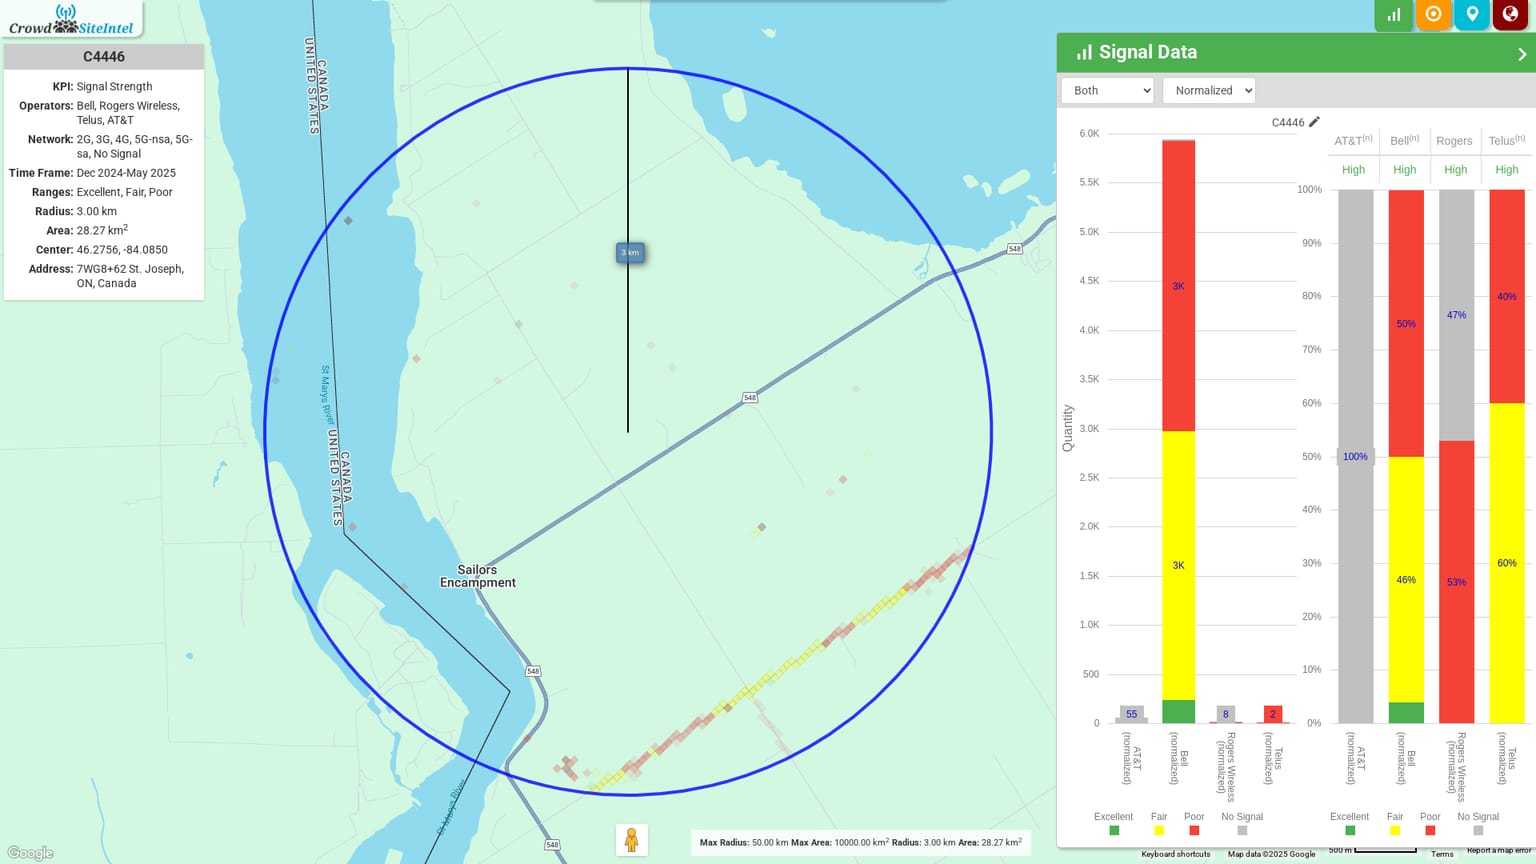 Crowd SiteIntel
C4446
KPI: Signal Strength
Operators: Bell, Rogers Wireless,
Telus, AT&T
Network: 2G, 3G, 4G, 5G-nsa, 5G-
sa, No Signal
Time Frame: Dec 2024-May 2025
Ranges: Excellent, Fair, Poor
Radius: 3.00 km
Area: 28.27 km²
Center: 46.2756, -84.0850
Address: 7WG8+62 St. Joseph,
ON, Canada
CANADA
UNITED STATES
3 km
548
548
St Marys River
CANADA
UNITED STATES
Sailors
Encampment
548
St Marys River
548
Google
Max Radius: 50.00 km Max Area: 10000.00 km² Radius: 3.00 km Area: 28.27 km²
Signal Data
Both
Normalized
C4446
6.0K
5.5K
5.0K
4.5K
4.0K
3.5K
3.0K
2.5K
2.0K
1.5K
1.0K
500
0
Quantity
3K
3K
55
8
2
AT&T
(normalized)
Bell
(normalized)
Rogers Wireless
(normalized)
Telus
(normalized)
Excellent
Fair
Poor
No Signal
AT&T(n)
Bell(n)
Rogers
Telus(n)
High
High
High
High
100%
90%
80%
70%
60%
50%
40%
30%
20%
10%
0%
100%
50%
46%
47%
53%
40%
60%
AT&T
(normalized)
Bell
(normalized)
Rogers Wireless
(normalized)
Telus
(normalized)
Excellent
Fair
Poor
No Signal
Keyboard shortcuts
Map data ©2025 Google
500 m
Terms
Report a map error